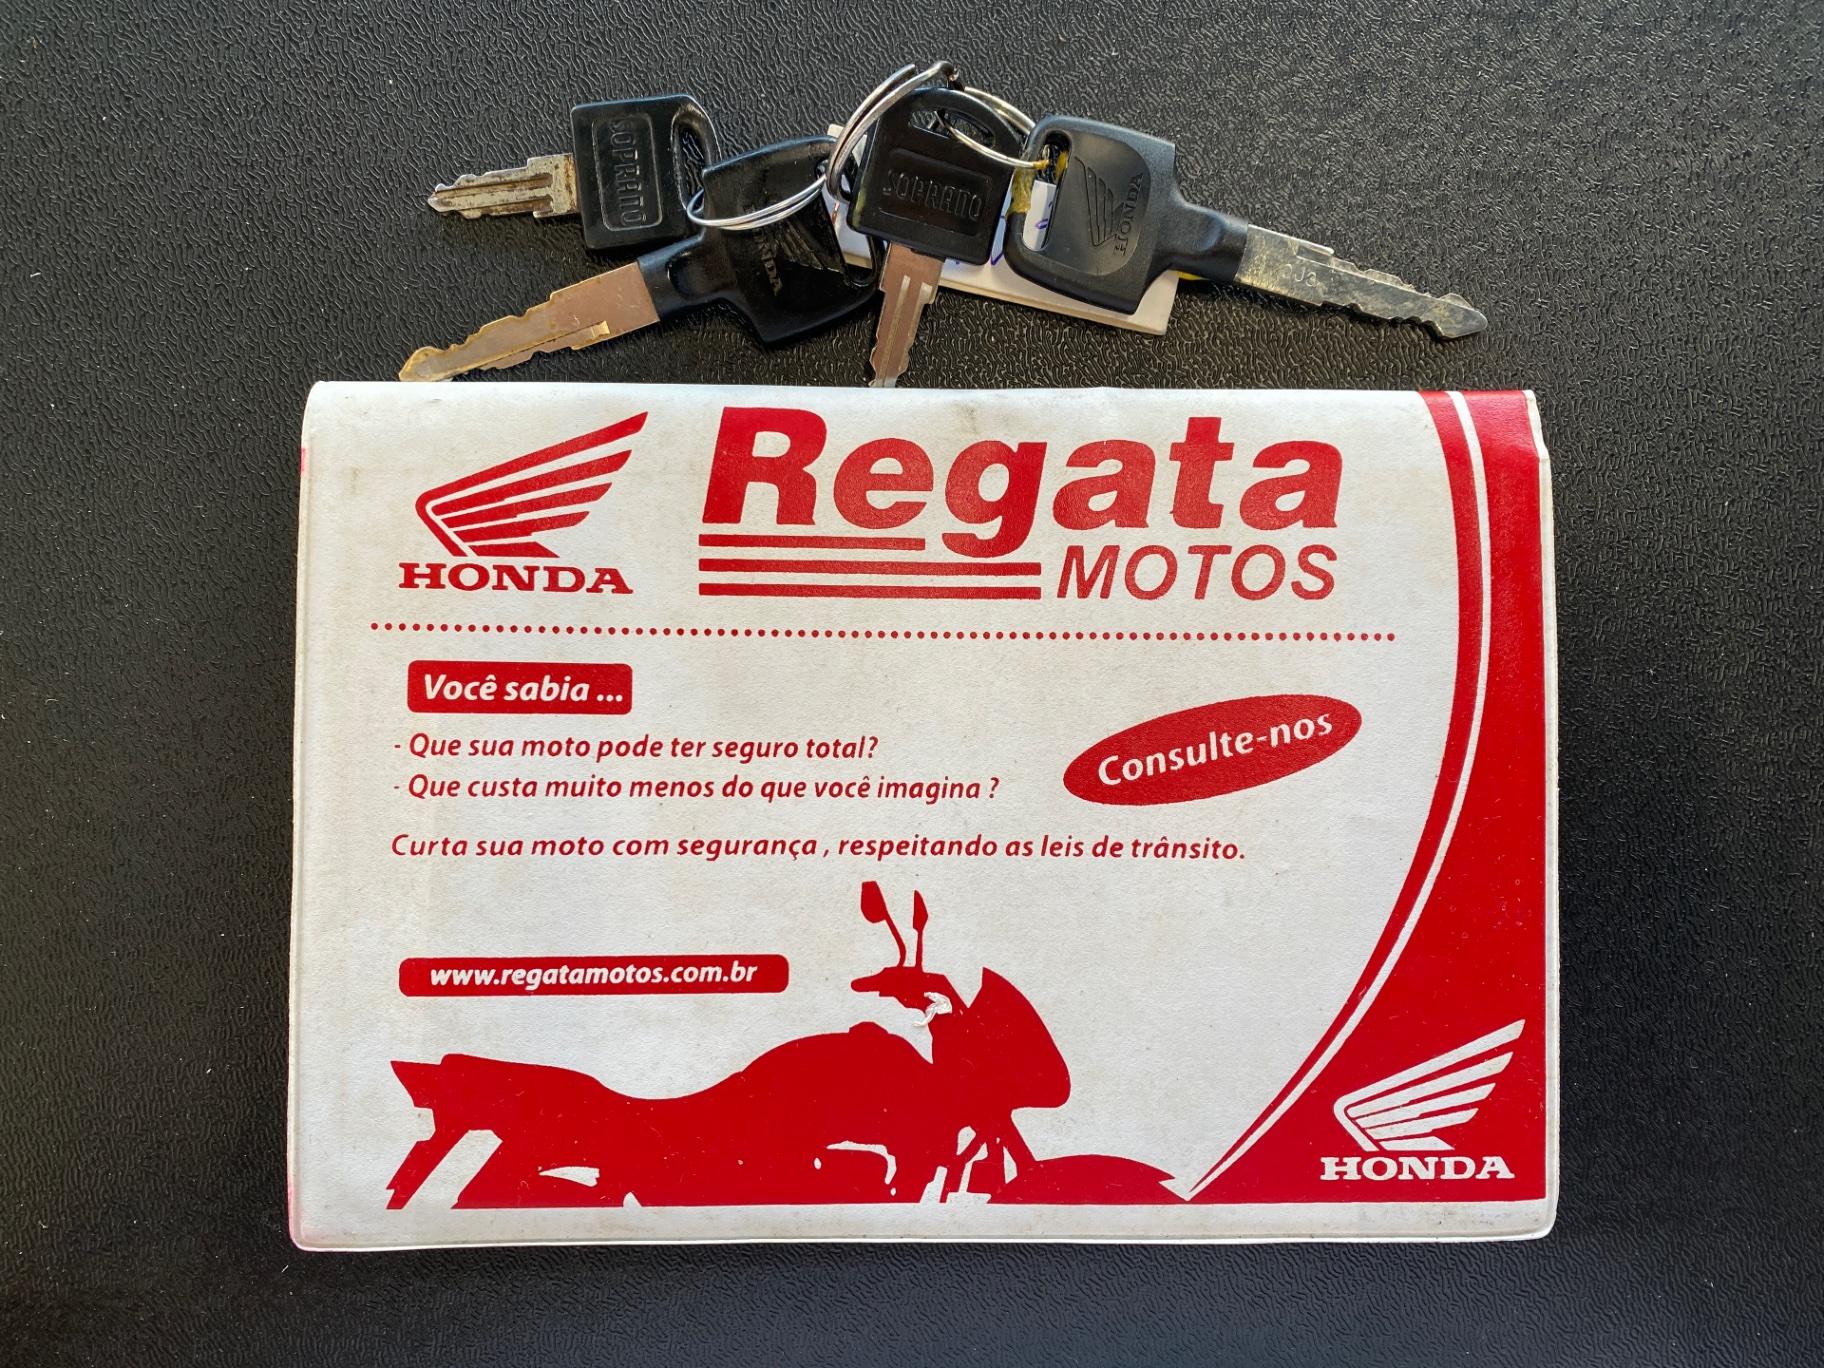 SOPRANO
HONDA
SOPRANO
HONDA
HONDA
Regata
MOTOS
Você sabia ...
- Que sua moto pode ter seguro total?
- Que custa muito menos do que você imagina ?
Consulte-nos
Curta sua moto com segurança , respeitando as leis de trânsito.
www.regatamotos.com.br
HONDA